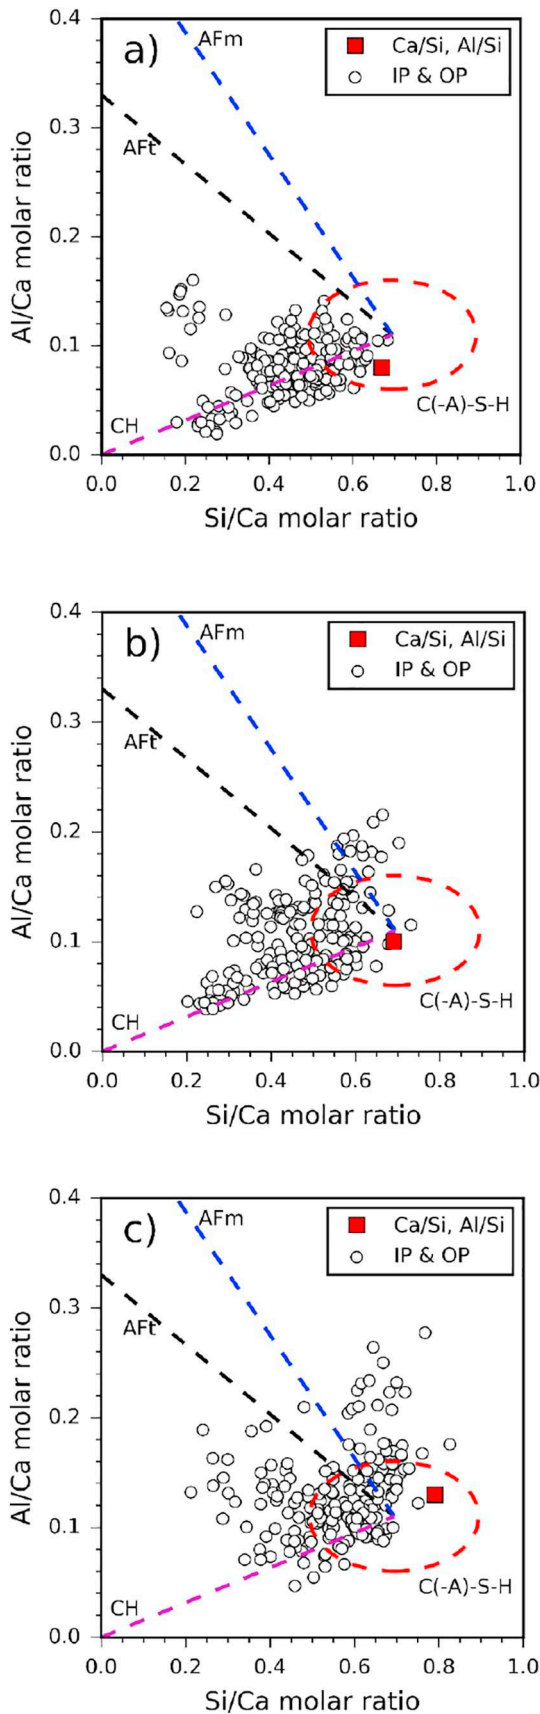 0.4
a)
AFm
Ca/Si, Al/Si
IP & OP
0.3
AFt
0.2
0.1
C(-A)-S-H
CH
0.0
0.0 0.2 0.4 0.6 0.8 1.0
Si/Ca molar ratio
Al/Ca molar ratio
0.4
b)
AFm
Ca/Si, Al/Si
IP & OP
0.3
AFt
0.2
0.1
C(-A)-S-H
CH
0.0
0.0 0.2 0.4 0.6 0.8 1.0
Si/Ca molar ratio
Al/Ca molar ratio
0.4
c)
AFm
Ca/Si, Al/Si
IP & OP
0.3
AFt
0.2
0.1
C(-A)-S-H
CH
0.0
0.0 0.2 0.4 0.6 0.8 1.0
Si/Ca molar ratio
Al/Ca molar ratio